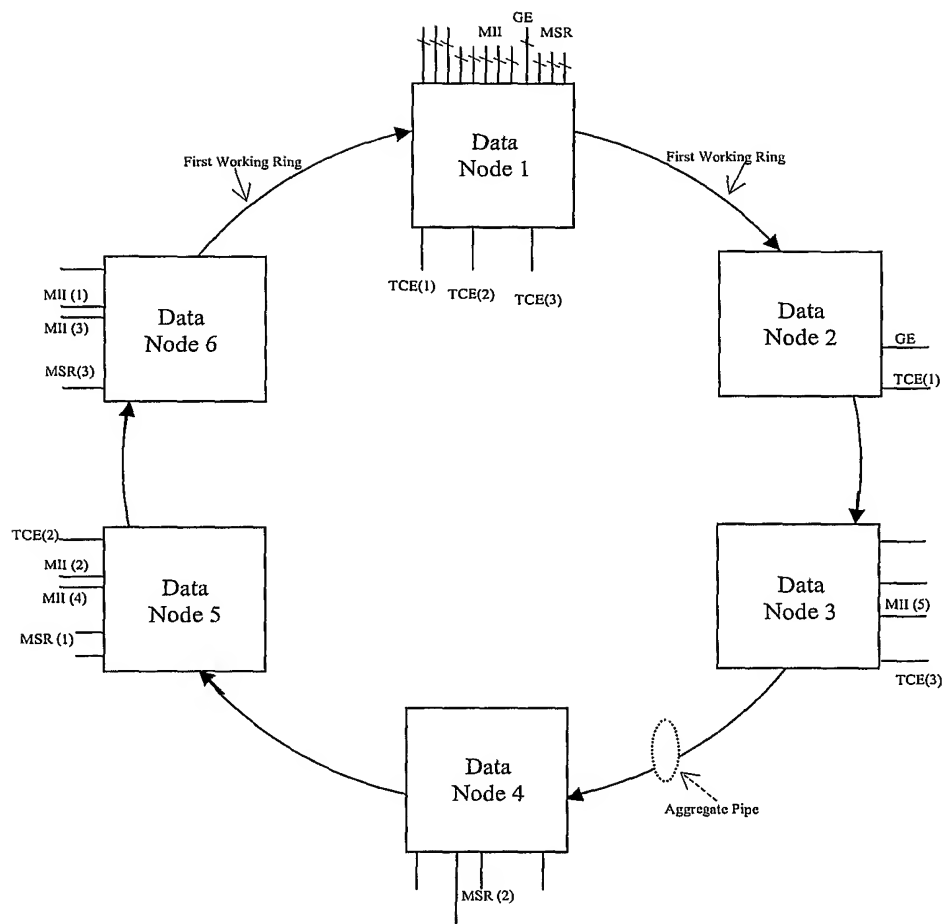 GE
MII
MSR
Data
Node 1
First Working Ring
First Working Ring
TCE(1)
TCE(2)
TCE(3)
Data
Node 6
MII(1)
MII(3)
MSR(3)
Data
Node 2
GE
TCE(1)
Data
Node 5
TCE(2)
MII(2)
MII(4)
MSR(1)
Data
Node 3
MII(5)
TCE(3)
Data
Node 4
Aggregate Pipe
MSR(2)